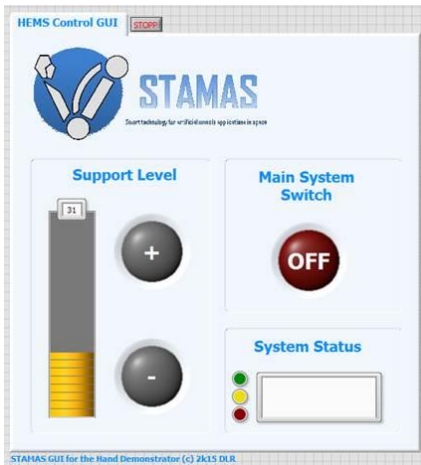 HEMS Control GUI
STOPP
STAMAS
Smart technology for artificial muscle applications in space
Support Level
31
+
-
Main System
Switch
OFF
System Status
STAMAS GUI for the Hand Demonstrator (c) 2k15 DLR